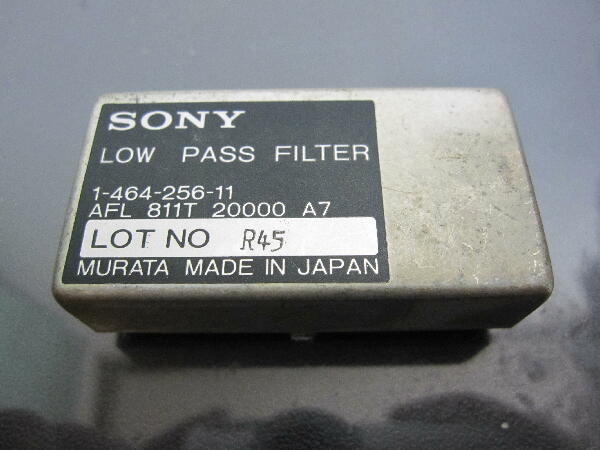 SONY
LOW PASS FILTER
1-464-256-11
AFL 811T 20000 A7
LOT NO R45
MURATA MADE IN JAPAN